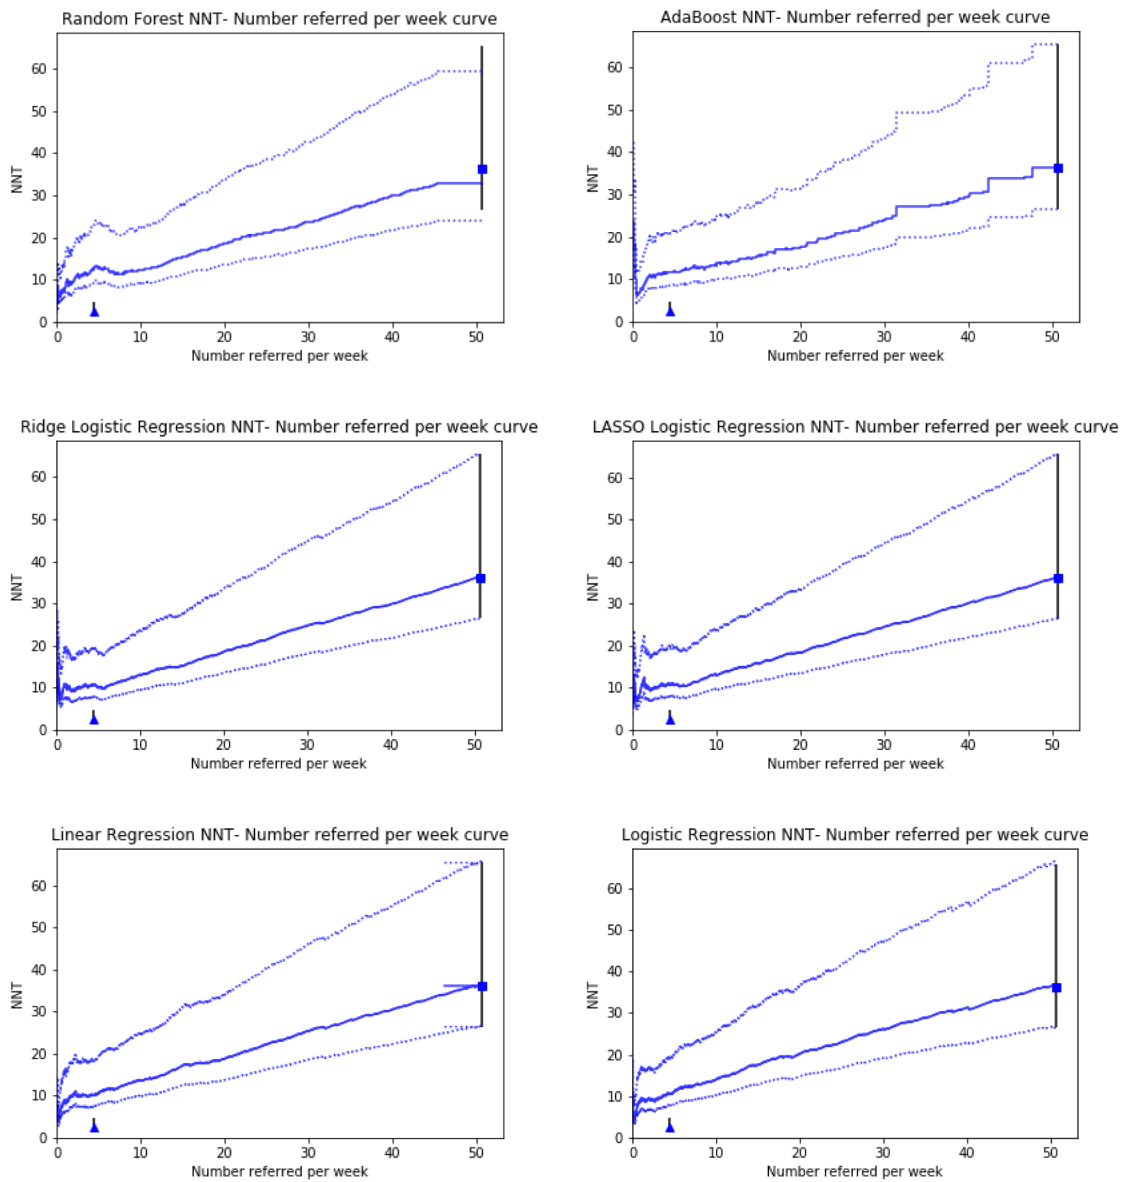 Random Forest NNT- Number referred per week curve
NNT
60
50
40
30
20
10
0
0 10 20 30 40 50
Number referred per week
AdaBoost NNT- Number referred per week curve
NNT
60
50
40
30
20
10
0
0 10 20 30 40 50
Number referred per week
Ridge Logistic Regression NNT- Number referred per week curve
NNT
60
50
40
30
20
10
0
0 10 20 30 40 50
Number referred per week
LASSO Logistic Regression NNT- Number referred per week curve
NNT
60
50
40
30
20
10
0
0 10 20 30 40 50
Number referred per week
Linear Regression NNT- Number referred per week curve
NNT
60
50
40
30
20
10
0
0 10 20 30 40 50
Number referred per week
Logistic Regression NNT- Number referred per week curve
NNT
60
50
40
30
20
10
0
0 10 20 30 40 50
Number referred per week